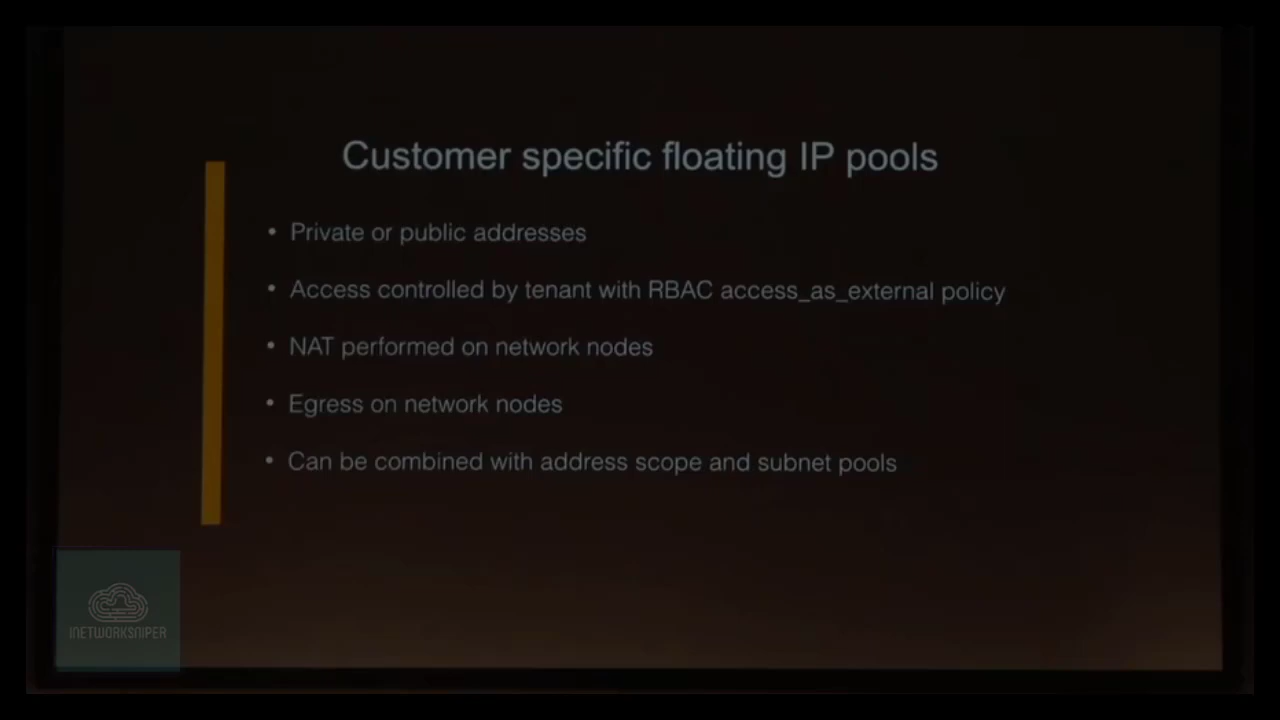 Customer specific floating IP pools
• Private or public addresses
• Access controlled by tenant with RBAC access_as_external policy
• NAT performed on network nodes
• Egress on network nodes
• Can be combined with address scope and subnet pools
INETWORKSNIPER